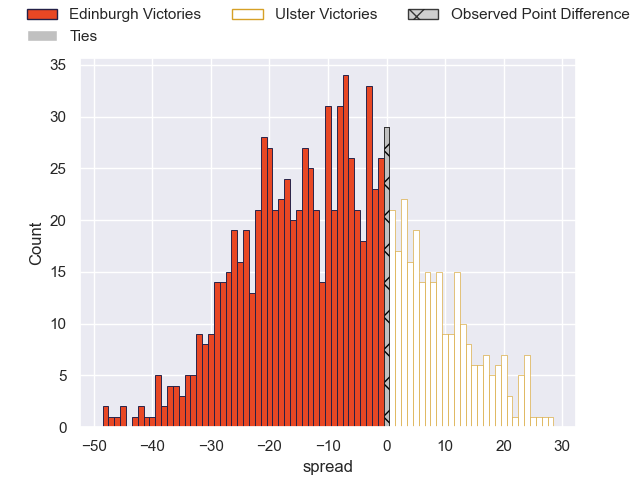 Edinburgh Victories Ulster Victories Observed Point Difference
Ties
35
30
25
20
15
10
5
0
Count
−50 −40 −30 −20 −10 0 10 20 30
spread